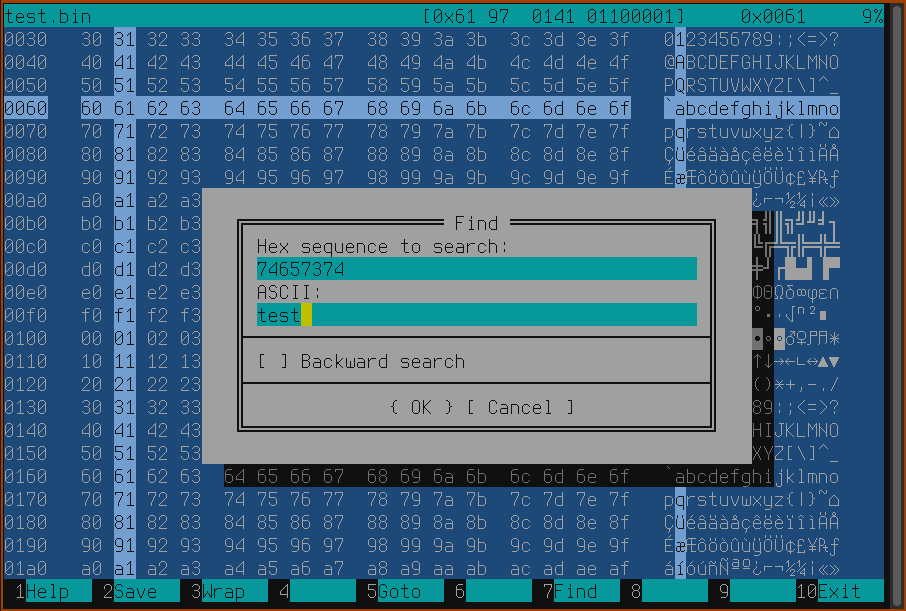 test.bin [0x61 97 0141 01100001] 0x0061 9%
0030 30 31 32 33 34 35 36 37 38 39 3a 3b 3c 3d 3e 3f 0123456789:;<=>?
0040 40 41 42 43 44 45 46 47 48 49 4a 4b 4c 4d 4e 4f @ABCDEFGHIJKLMNO
0050 50 51 52 53 54 55 56 57 58 59 5a 5b 5c 5d 5e 5f PQRSTUVWXYZ[\]^_
0060 60 61 62 63 64 65 66 67 68 69 6a 6b 6c 6d 6e 6f `abcdefghijklmno
0070 70 71 72 73 74 75 76 77 78 79 7a 7b 7c 7d 7e 7f pqrstuvwxyz{|}~⌂
0080 80 81 82 83 84 85 86 87 88 89 8a 8b 8c 8d 8e 8f ÇüéâäàåçêëèïîìÄÅ
0090 90 91 92 93 94 95 96 97 98 99 9a 9b 9c 9d 9e 9f ÉæÆôöòûùÿÖÜ¢£¥₧ƒ
00a0 a0 a1 a2 a3 ¿⌐¬½¼¡«»
00b0 b0 b1 b2 b3 ╣║╗╝╜╛┐
00c0 c0 c1 c2 c3 Find
00d0 d0 d1 d2 d3 Hex sequence to search:
74657374
00e0 e0 e1 e2 e3 ASCII: ΦΘΩδ∞φε∩
00f0 f0 f1 f2 f3 test °∙·√ⁿ²■
0100 00 01 02 03 ♂♀
0110 10 11 12 13 [ ] Backward search ↑↓→←∟↔▲▼
0120 20 21 22 23 ()*+,-./
0130 30 31 32 33 { OK } [ Cancel ] 89:;<=>?
0140 40 41 42 43 HIJKLMNO
0150 50 51 52 53 XYZ[\]^_
0160 60 61 62 63 64 65 66 67 68 69 6a 6b 6c 6d 6e 6f `abcdefghijklmno
0170 70 71 72 73 74 75 76 77 78 79 7a 7b 7c 7d 7e 7f pqrstuvwxyz{|}~⌂
0180 80 81 82 83 84 85 86 87 88 89 8a 8b 8c 8d 8e 8f ÇüéâäàåçêëèïîìÄÅ
0190 90 91 92 93 94 95 96 97 98 99 9a 9b 9c 9d 9e 9f ÉæÆôöòûùÿÖÜ¢£¥₧ƒ
01a0 a0 a1 a2 a3 a4 a5 a6 a7 a8 a9 aa ab ac ad ae af áíóúñÑªº¿⌐¬½¼¡«»
1Help 2Save 3Wrap 4 5Goto 6 7Find 8 9 10Exit